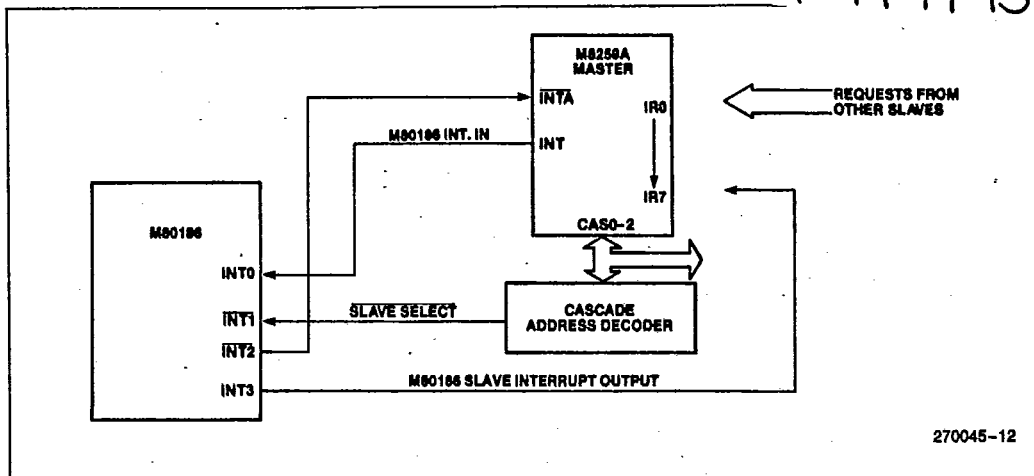 M8259A
MASTER
INTA
IR0
REQUESTS FROM
OTHER SLAVES
M80186 INT. IN
INT
IR7
M80186
CAS0-2
INT0
SLAVE SELECT
CASCADE
ADDRESS DECODER
INT1
INT2
M80186 SLAVE INTERRUPT OUTPUT
INT3
270045-12